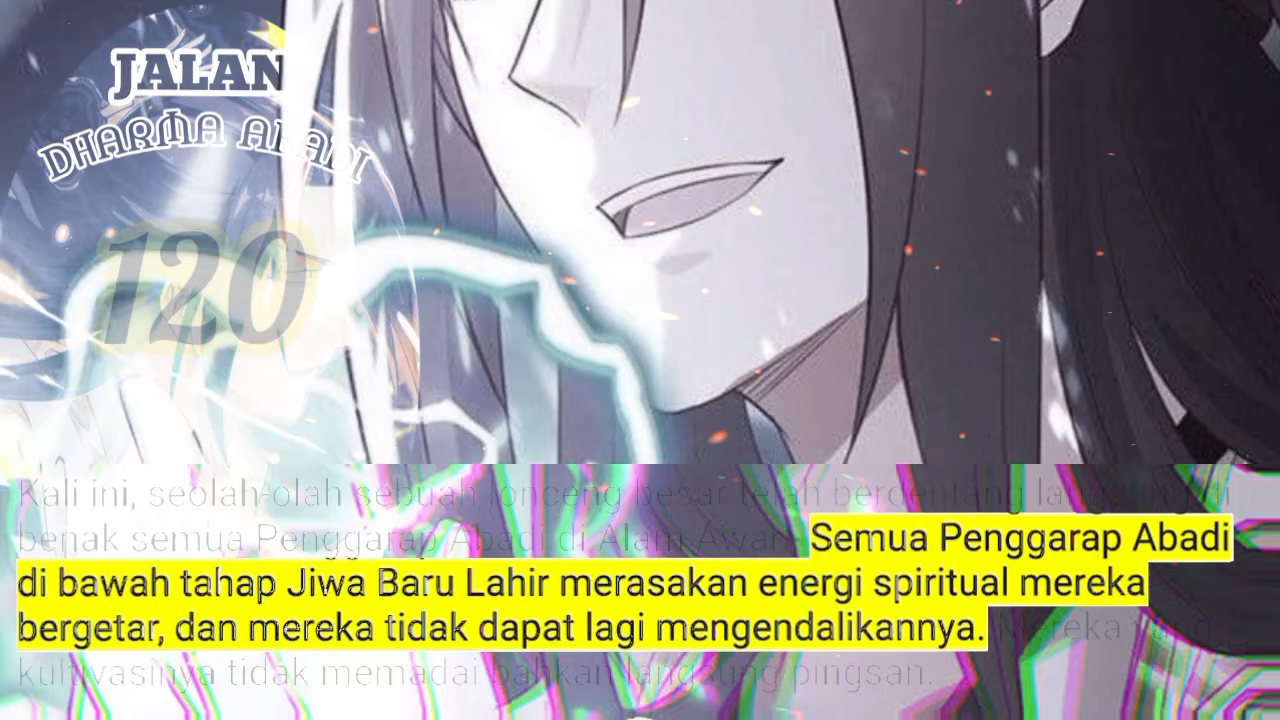 JALAN
DHARMA ABADI
120
Kali ini, seolah-olah sebuah lonceng besar telah berdentang langsung di
benak semua Penggarap Abadi di Alam Awan. Semua Penggarap Abadi
di bawah tahap Jiwa Baru Lahir merasakan energi spiritual mereka
bergetar, dan mereka tidak dapat lagi mengendalikannya. Mereka yang
kultivasinya tidak memadai bahkan langsung pingsan.